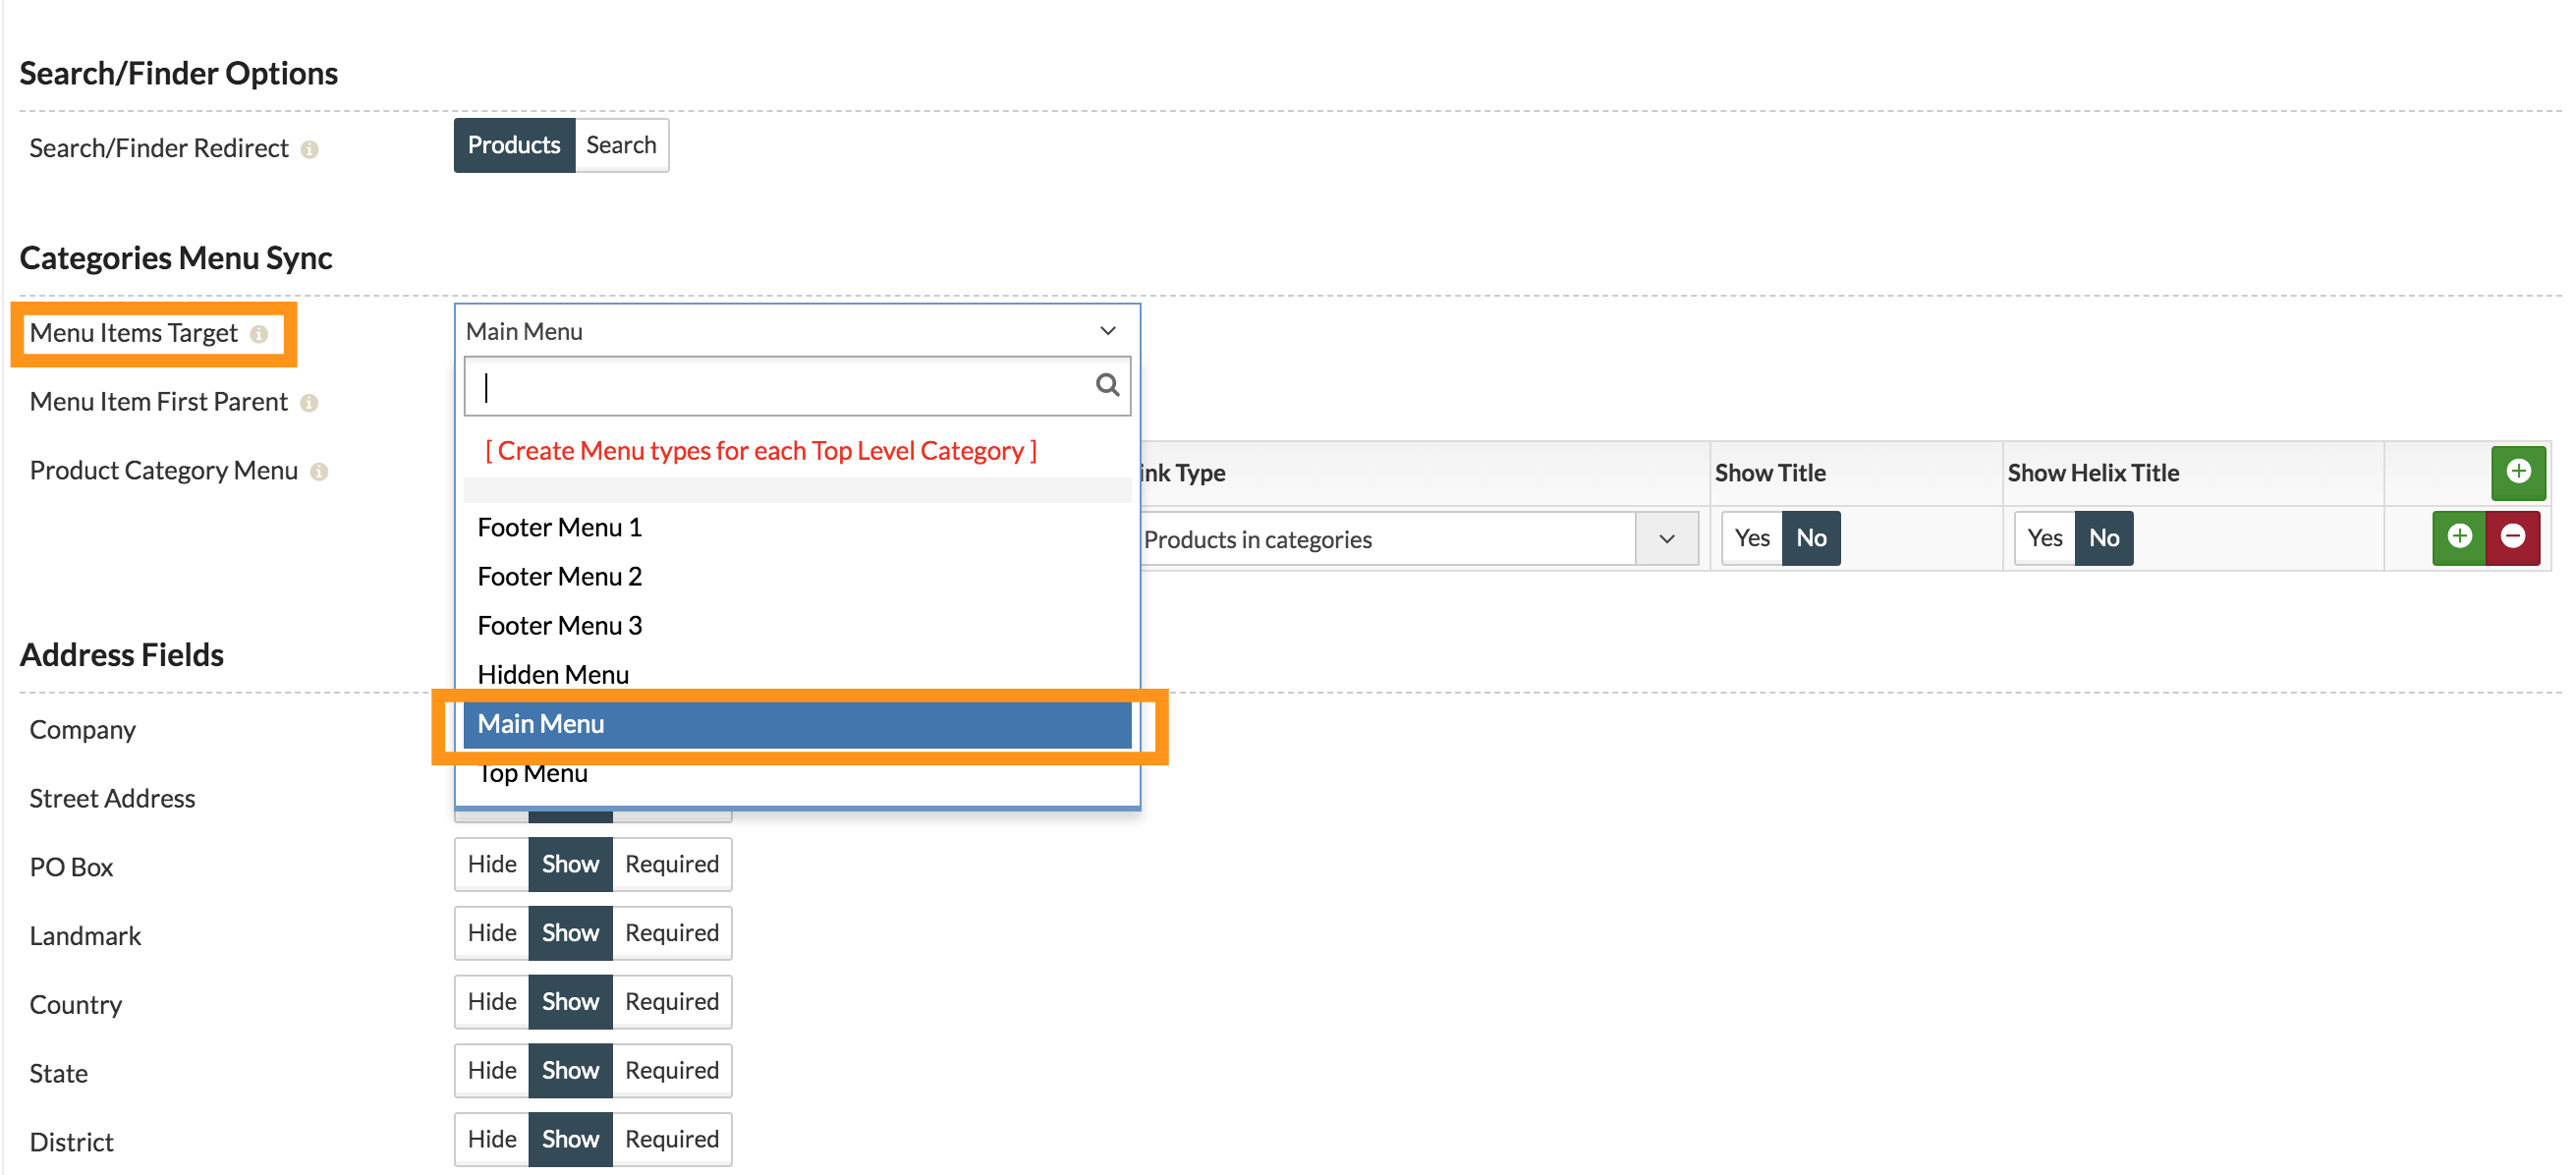 Search/Finder Options
Search/Finder Redirect Products Search
Categories Menu Sync
Menu Items Target Main Menu
Menu Item First Parent
[ Create Menu types for each Top Level Category ]
Product Category Menu ink Type Show Title Show Helix Title
Footer Menu 1
Products in categories Yes No Yes No
Footer Menu 2
Footer Menu 3
Address Fields
Hidden Menu
Company Main Menu
Top Menu
Street Address
PO Box Hide Show Required
Landmark Hide Show Required
Country Hide Show Required
State Hide Show Required
District Hide Show Required